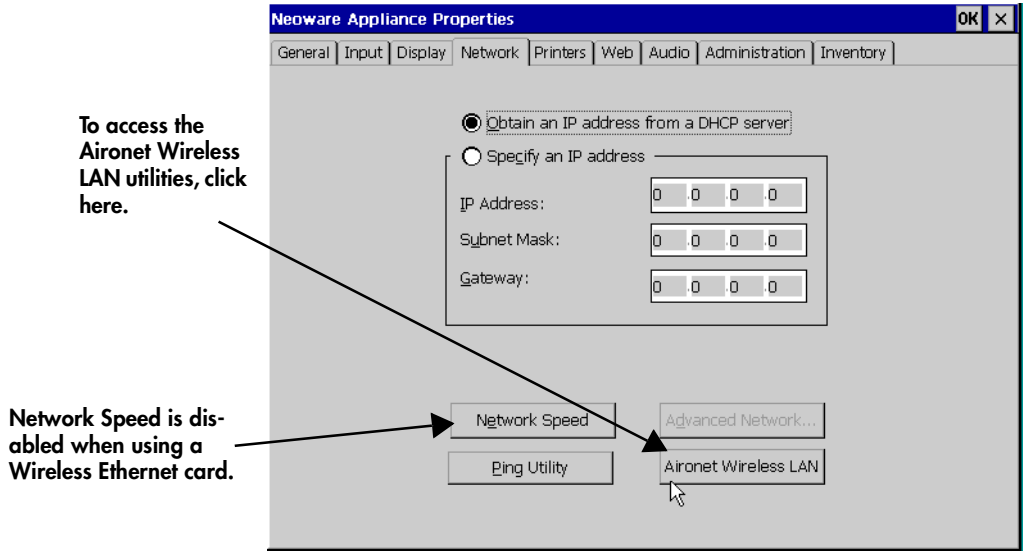 Neoware Appliance Properties OK ×
General Input Display Network Printers Web Audio Administration Inventory
Obtain an IP address from a DHCP server
Specify an IP address
IP Address: 0 .0 .0 .0
Subnet Mask: 0 .0 .0 .0
Gateway: 0 .0 .0 .0
Network Speed Advanced Network...
Ping Utility Aironet Wireless LAN
To access the
Aironet Wireless
LAN utilities, click
here.
Network Speed is dis-
abled when using a
Wireless Ethernet card.